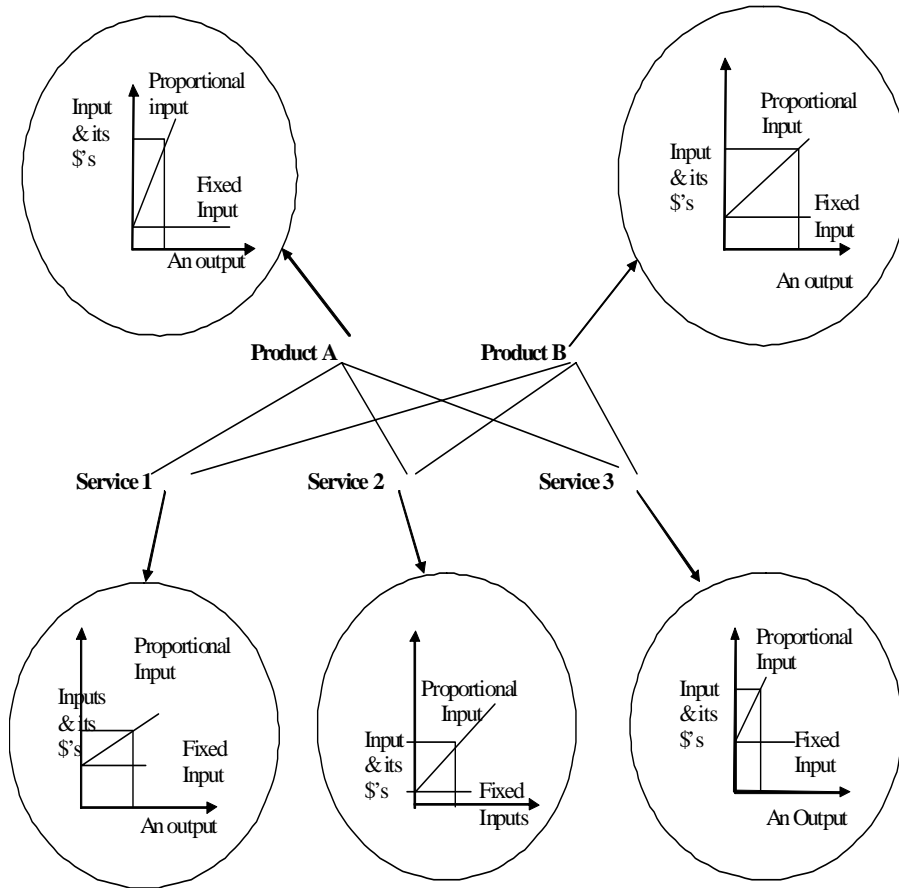 Proportional
input
Input
& its
$'s
Fixed
Input
An output
Proportional
Input
Input
& its
$'s
Fixed
Input
An output
Product A
Product B
Service 1
Service 2
Service 3
Proportional
Input
Inputs
& its
$'s
Fixed
Input
An output
Proportional
Input
Input
& its
$'s
Fixed
Inputs
Proportional
Input
Input
& its
$'s
Fixed
Input
An Output